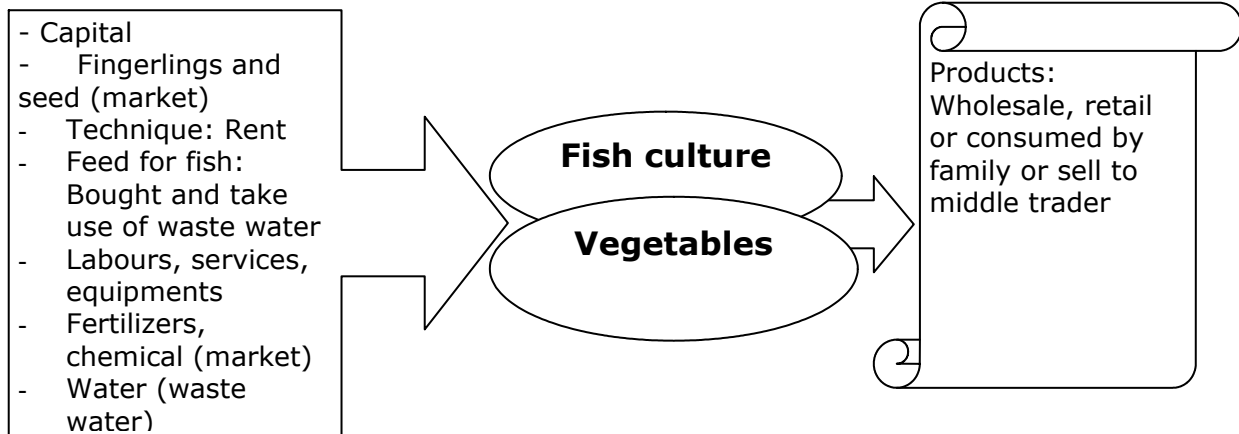 - Capital
- Fingerlings and
seed (market)
- Technique: Rent
- Feed for fish:
Bought and take
use of waste water
- Labours, services,
equipments
- Fertilizers,
chemical (market)
- Water (waste
water)
Fish culture
Vegetables
Products:
Wholesale, retail
or consumed by
family or sell to
middle trader